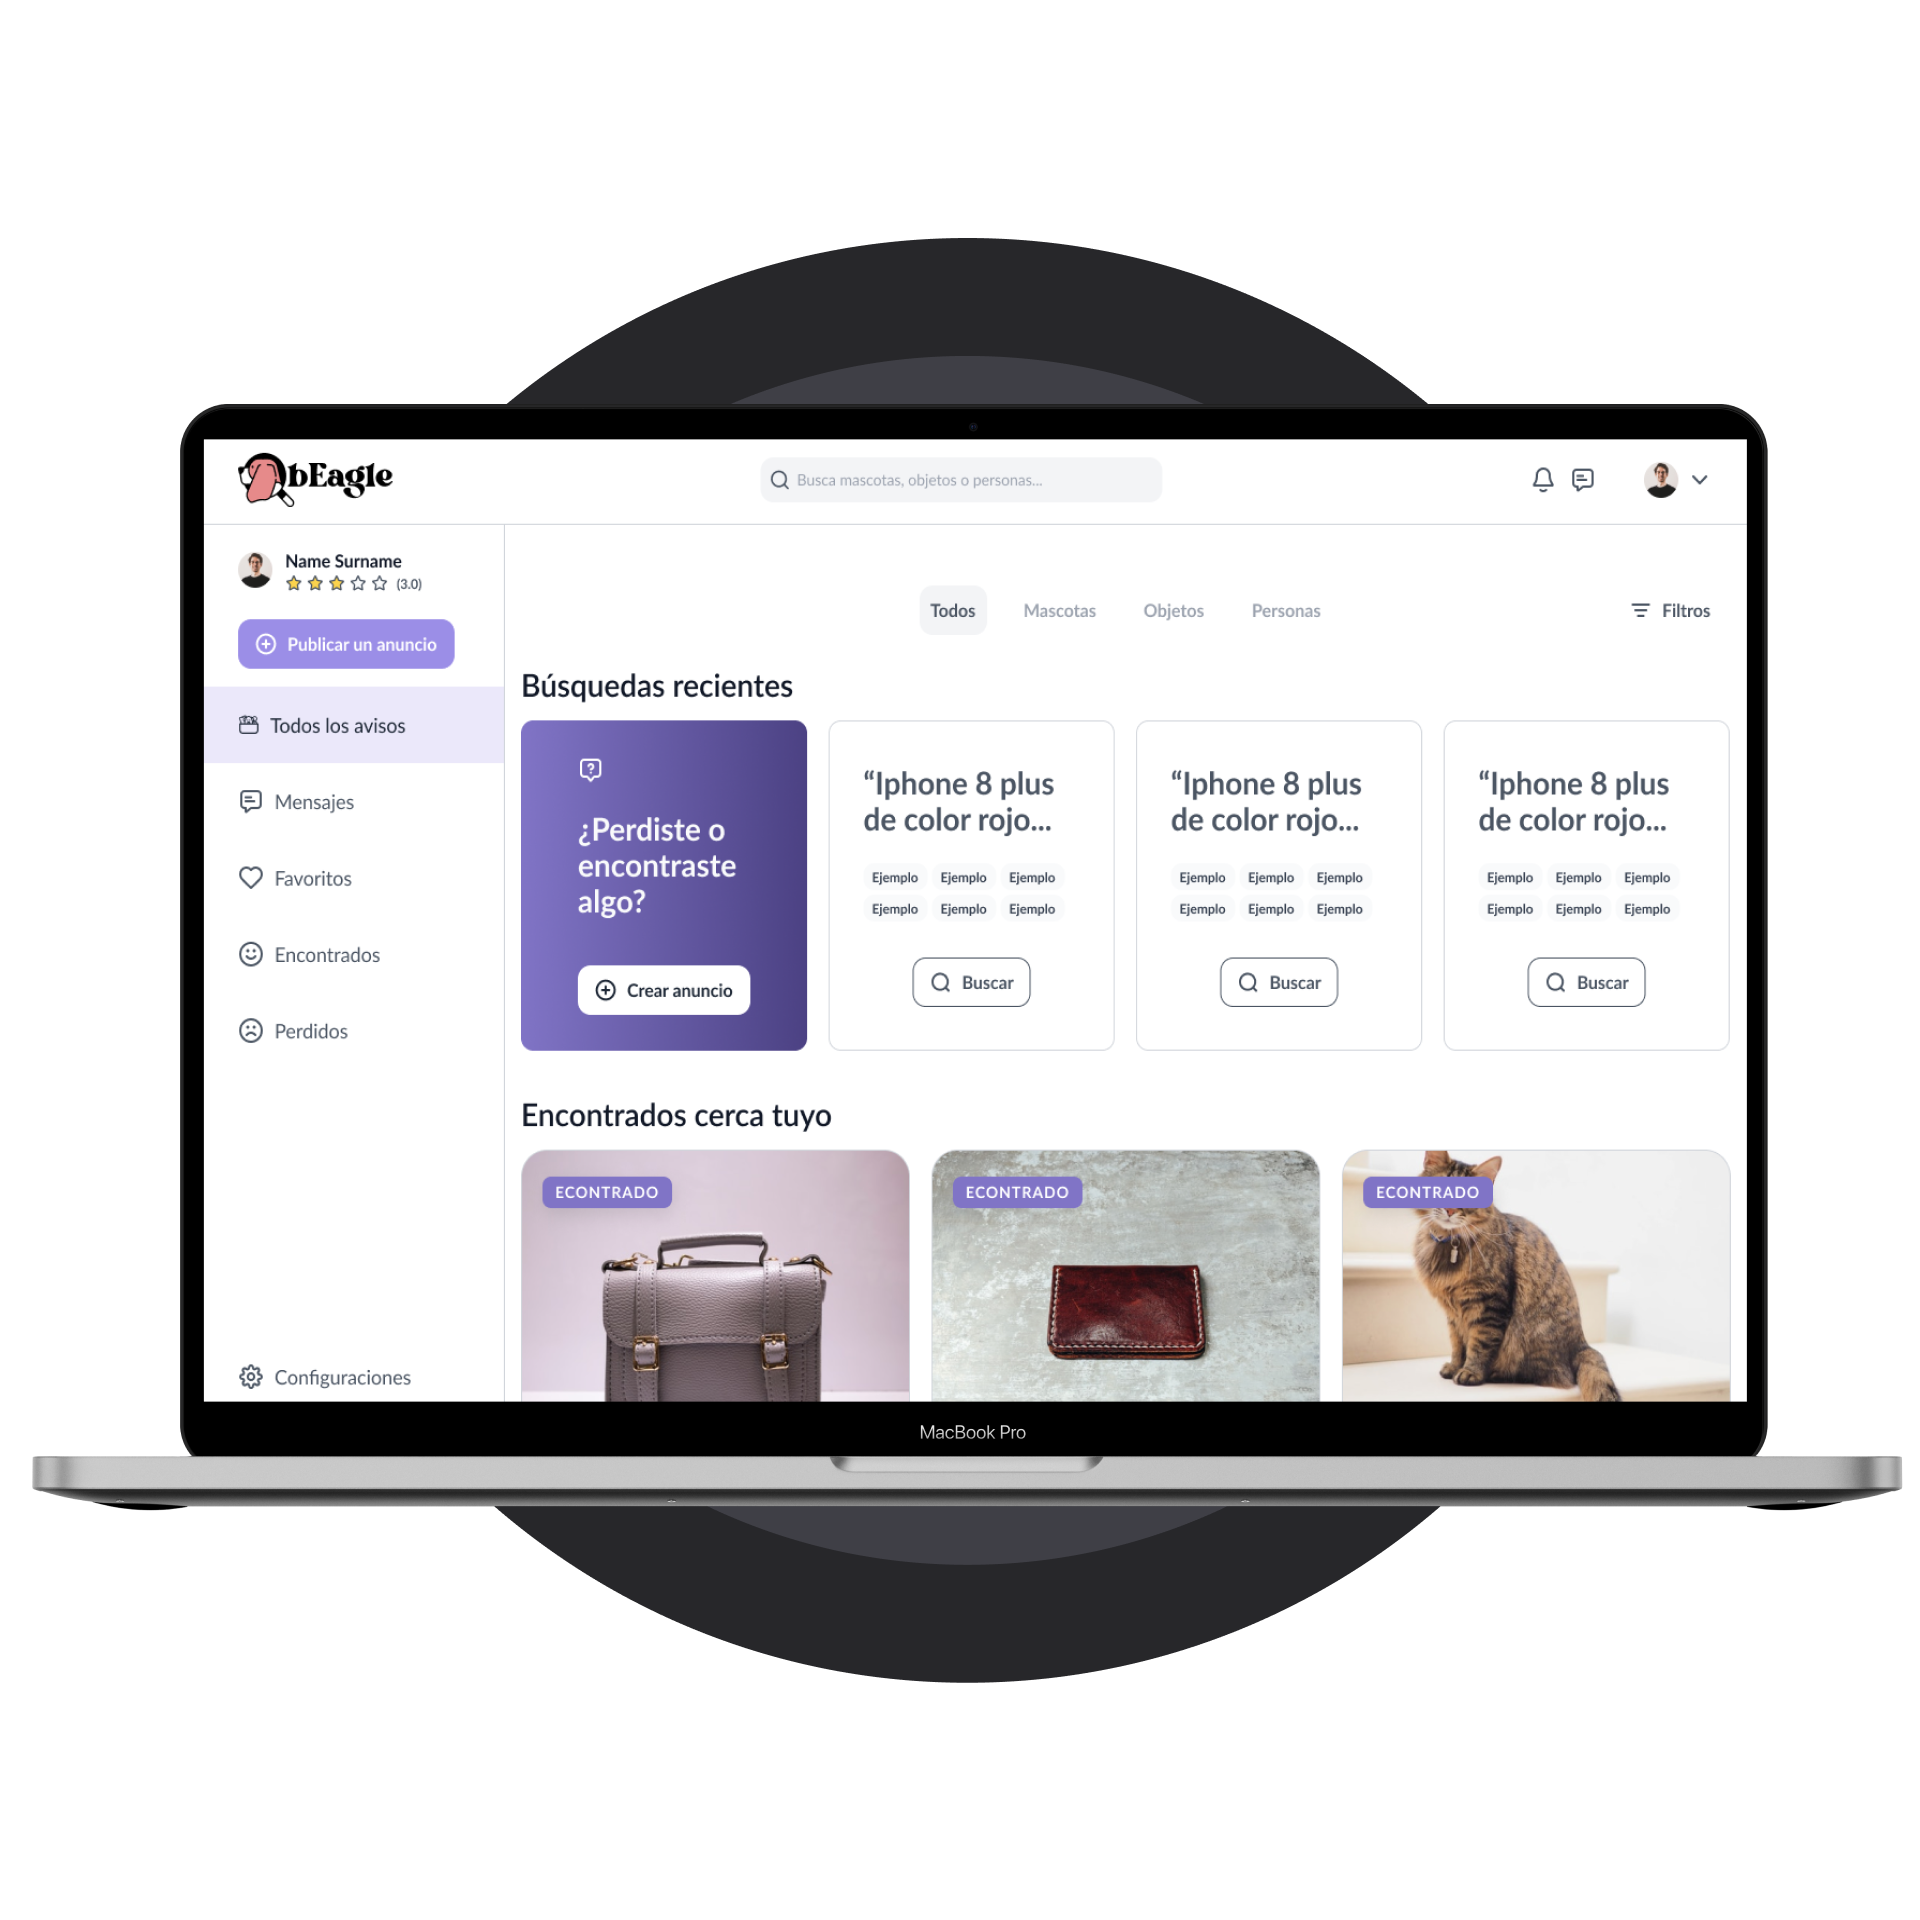 bEagle
Busca mascotas, objetos o personas...
Name Surname
(3.0)
Publicar un anuncio
Todos los avisos
Mensajes
Favoritos
Encontrados
Perdidos
Configuraciones
Todos
Mascotas
Objetos
Personas
Filtros
Búsquedas recientes
¿Perdiste o
encontraste
algo?
Crear anuncio
“Iphone 8 plus
de color rojo...
Ejemplo Ejemplo Ejemplo
Ejemplo Ejemplo Ejemplo
Buscar
“Iphone 8 plus
de color rojo...
Ejemplo Ejemplo Ejemplo
Ejemplo Ejemplo Ejemplo
Buscar
“Iphone 8 plus
de color rojo...
Ejemplo Ejemplo Ejemplo
Ejemplo Ejemplo Ejemplo
Buscar
Encontrados cerca tuyo
ECONTRADO
ECONTRADO
ECONTRADO
MacBook Pro